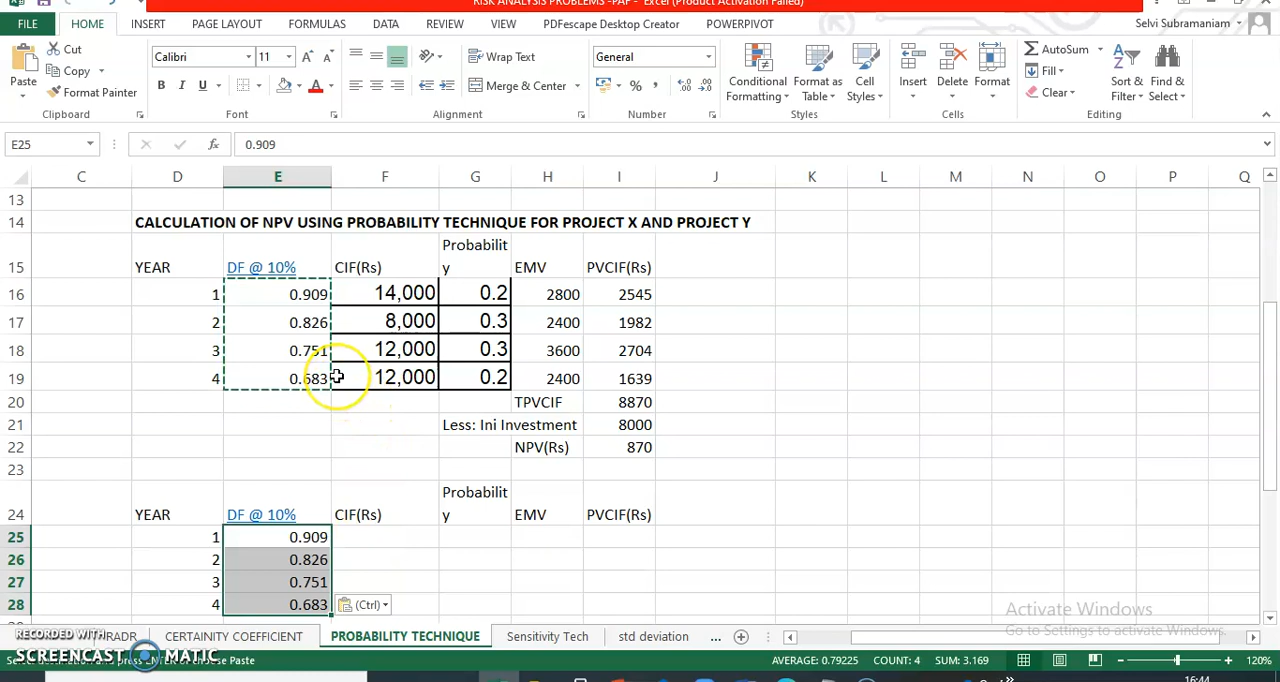 RISK ANALYSIS PROBLEMS -PAF - Excel (Product Activation Failed)
FILE HOME INSERT PAGE LAYOUT FORMULAS DATA REVIEW VIEW PDFescape Desktop Creator POWERPIVOT Selvi Subramaniam
Cut Calibri 11 Wrap Text General AutoSum
Copy Fill
Paste Format Painter B I U Merge & Center % Conditional Formatting Format as Table Cell Styles Insert Delete Format Clear Sort & Filter Find & Select
Clipboard Font Alignment Number Styles Cells Editing
E25 fx 0.909
C D E F G H I J K L M N O P Q
13
14 CALCULATION OF NPV USING PROBABILITY TECHNIQUE FOR PROJECT X AND PROJECT Y
15 YEAR DF @ 10% CIF(Rs) Probability EMV PVCIF(Rs)
16 1 0.909 14,000 0.2 2800 2545
17 2 0.826 8,000 0.3 2400 1982
18 3 0.751 12,000 0.3 3600 2704
19 4 0.683 12,000 0.2 2400 1639
20 TPVCIF 8870
21 Less: Ini Investment 8000
22 NPV(Rs) 870
23
24 YEAR DF @ 10% CIF(Rs) Probability EMV PVCIF(Rs)
25 1 0.909
26 2 0.826
27 3 0.751
28 4 0.683 (Ctrl)
Activate Windows
Go to Settings to activate Windows.
RADR CERTAINITY COEFFICIENT PROBABILITY TECHNIQUE Sensitivity Tech std deviation ...
RECORDED WITH
SCREENCAST MATIC
AVERAGE: 0.79225 COUNT: 4 SUM: 3.169 120%
16:44